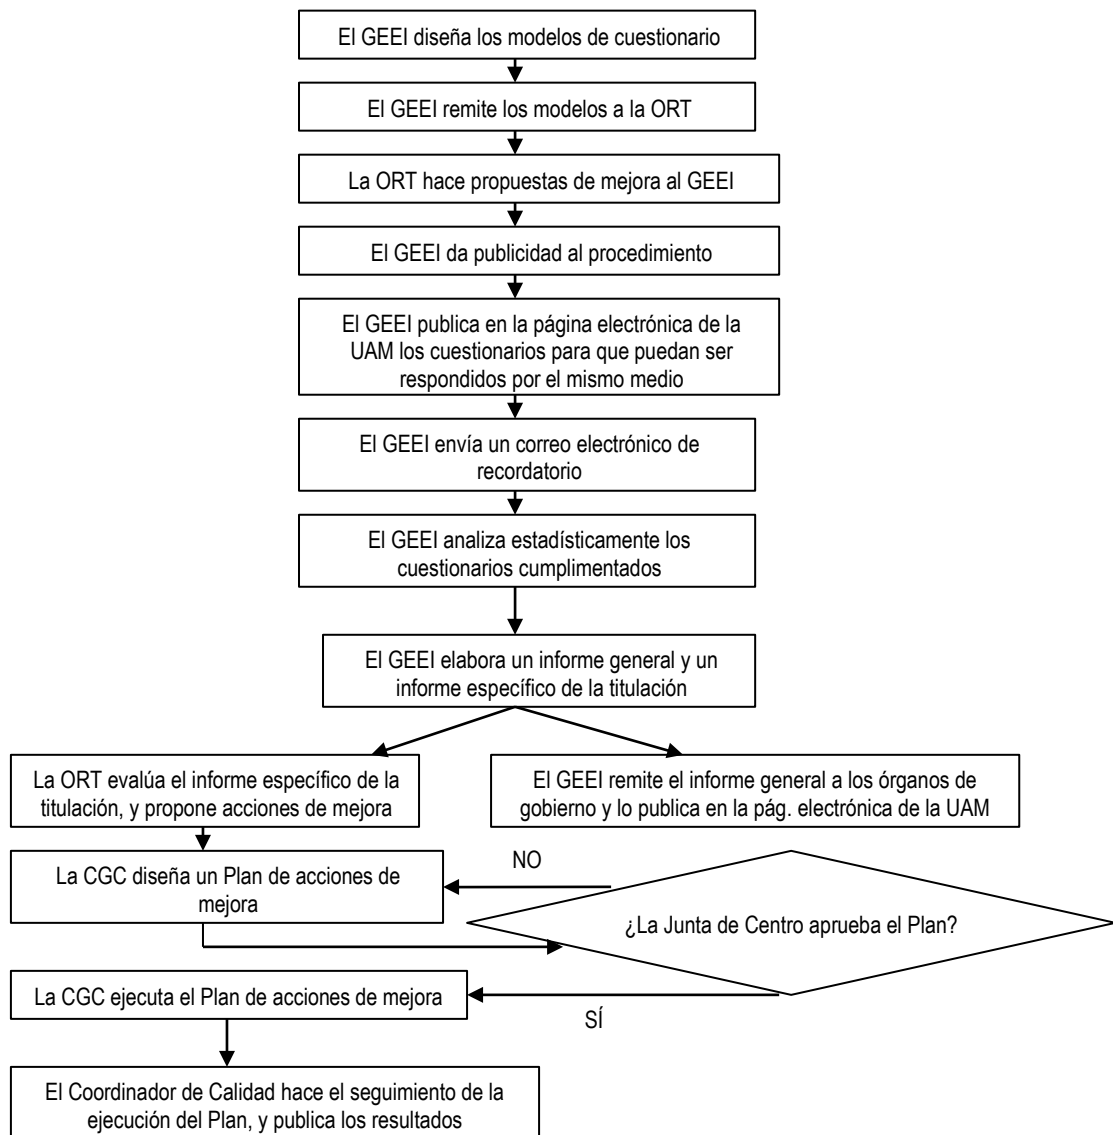 El GEEI diseña los modelos de cuestionario
El GEEI remite los modelos a la ORT
La ORT hace propuestas de mejora al GEEI
El GEEI da publicidad al procedimiento
El GEEI publica en la página electrónica de la
UAM los cuestionarios para que puedan ser
respondidos por el mismo medio
El GEEI envía un correo electrónico de
recordatorio
El GEEI analiza estadísticamente los
cuestionarios cumplimentados
El GEEI elabora un informe general y un
informe específico de la titulación
La ORT evalúa el informe específico de la
titulación, y propone acciones de mejora
El GEEI remite el informe general a los órganos de
gobierno y lo publica en la pág. electrónica de la UAM
La CGC diseña un Plan de acciones de
mejora
NO
¿La Junta de Centro aprueba el Plan?
La CGC ejecuta el Plan de acciones de mejora
SÍ
El Coordinador de Calidad hace el seguimiento de la
ejecución del Plan, y publica los resultados